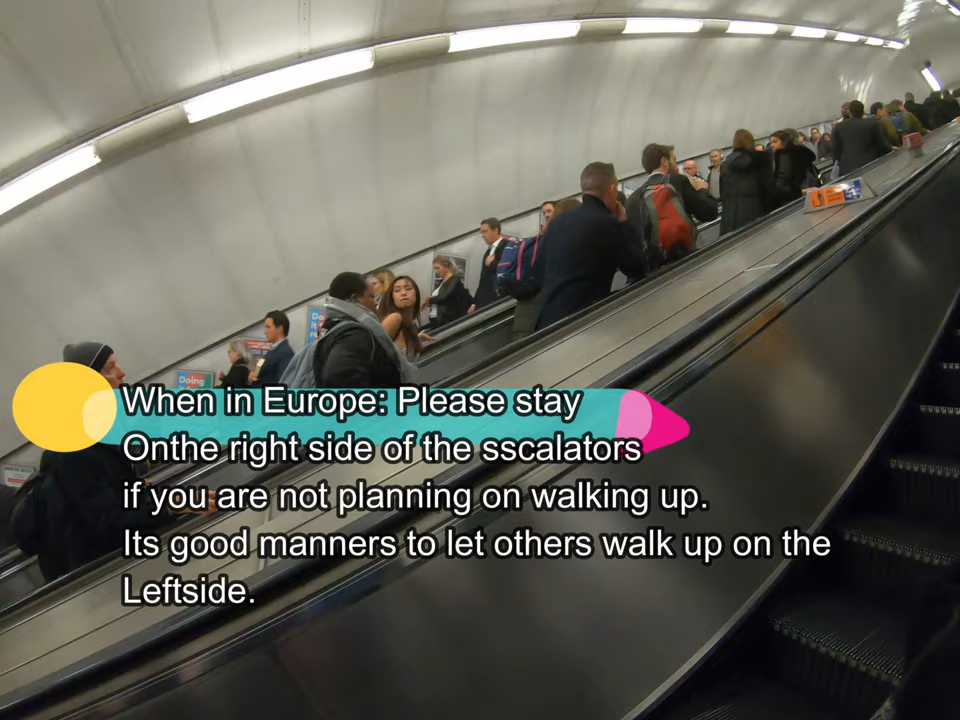 When in Europe: Please stay
Onthe right side of the sscalators
if you are not planning on walking up.
Its good manners to let others walk up on the
Leftside.
Doing